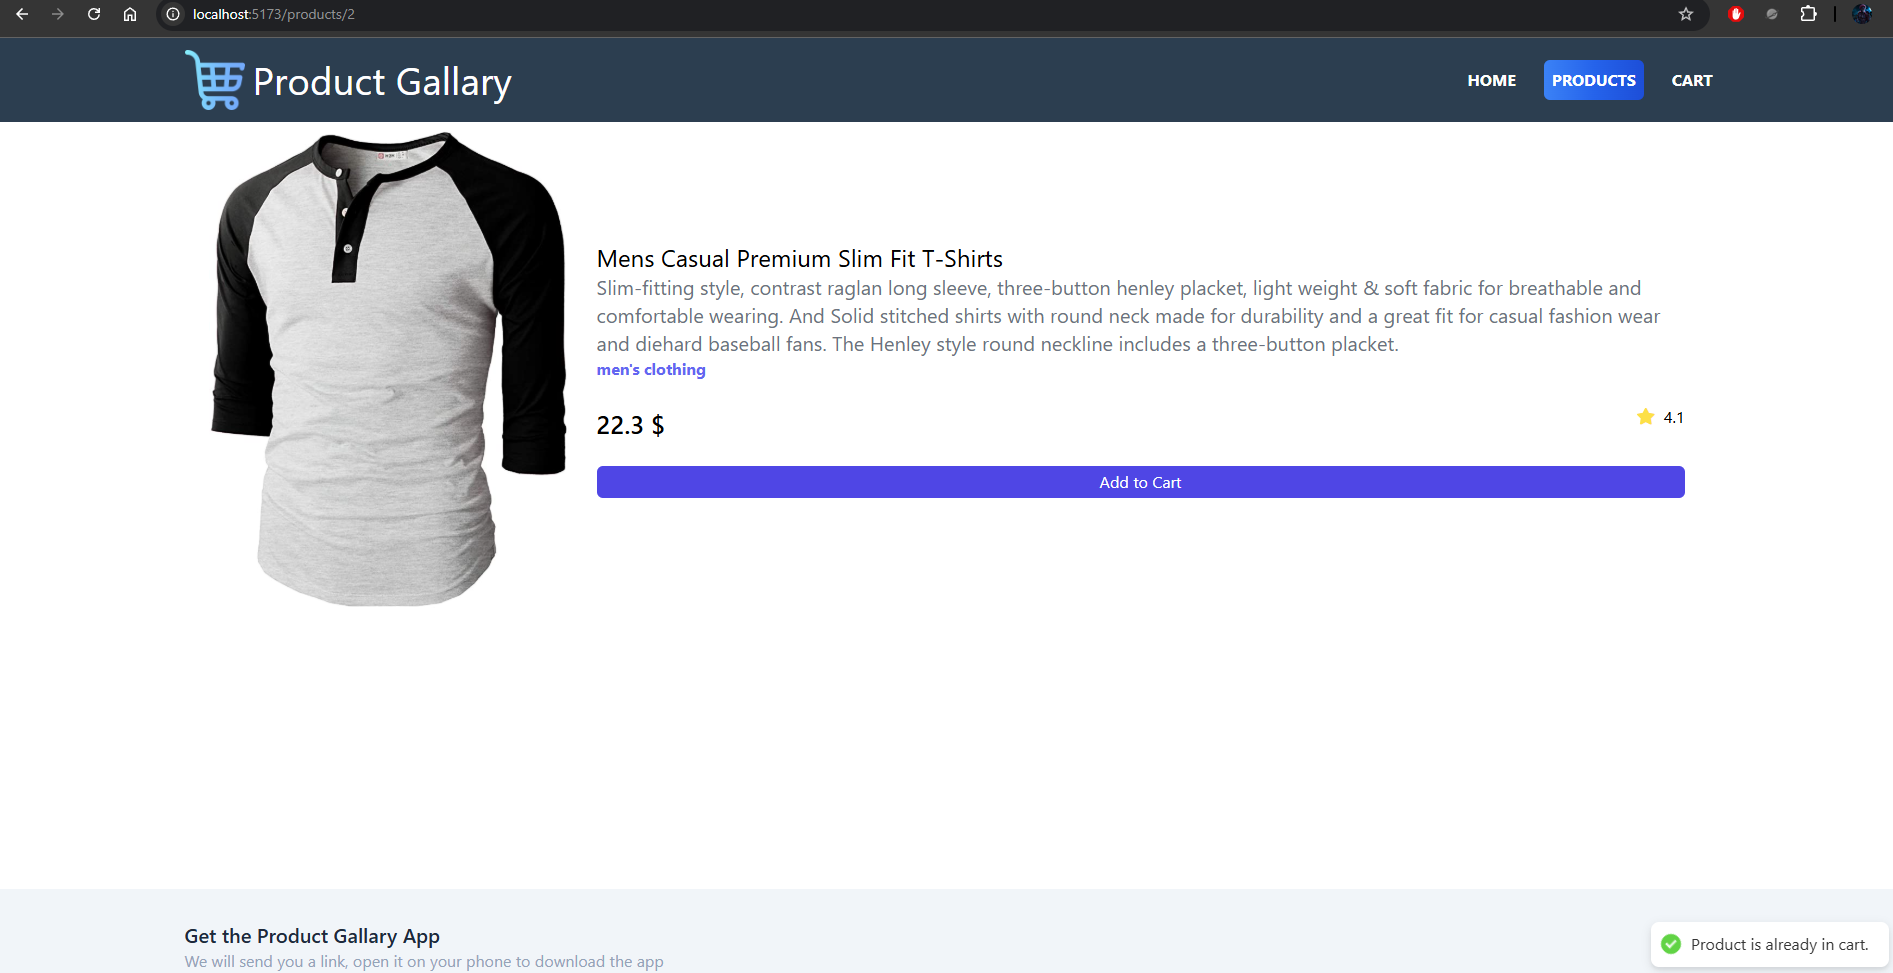 localhost:5173/products/2
Product Gallary
HOME
PRODUCTS
CART
Mens Casual Premium Slim Fit T-Shirts
Slim-fitting style, contrast raglan long sleeve, three-button henley placket, light weight & soft fabric for breathable and
comfortable wearing. And Solid stitched shirts with round neck made for durability and a great fit for casual fashion wear
and diehard baseball fans. The Henley style round neckline includes a three-button placket.
men's clothing
22.3 $
4.1
Add to Cart
Get the Product Gallary App
We will send you a link, open it on your phone to download the app
Product is already in cart.